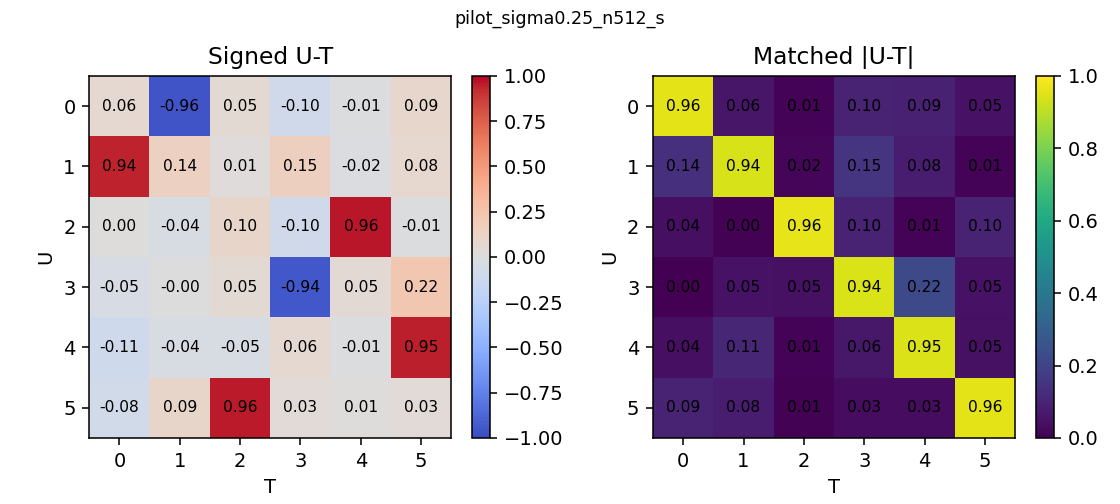 pilot_sigma0.25_n512_s
Signed U-T
0.06 -0.96 0.05 -0.10 -0.01 0.09
0.94 0.14 0.01 0.15 -0.02 0.08
0.00 -0.04 0.10 -0.10 0.96 -0.01
-0.05 -0.00 0.05 -0.94 0.05 0.22
-0.11 -0.04 -0.05 0.06 -0.01 0.95
-0.08 0.09 0.96 0.03 0.01 0.03
0
1
2
3
4
5
U
0 1 2 3 4 5
T
1.00
0.75
0.50
0.25
0.00
−0.25
−0.50
−0.75
−1.00
Matched |U-T|
0.96 0.06 0.01 0.10 0.09 0.05
0.14 0.94 0.02 0.15 0.08 0.01
0.04 0.00 0.96 0.10 0.01 0.10
0.00 0.05 0.05 0.94 0.22 0.05
0.04 0.11 0.01 0.06 0.95 0.05
0.09 0.08 0.01 0.03 0.03 0.96
0
1
2
3
4
5
U
0 1 2 3 4 5
T
1.0
0.8
0.6
0.4
0.2
0.0